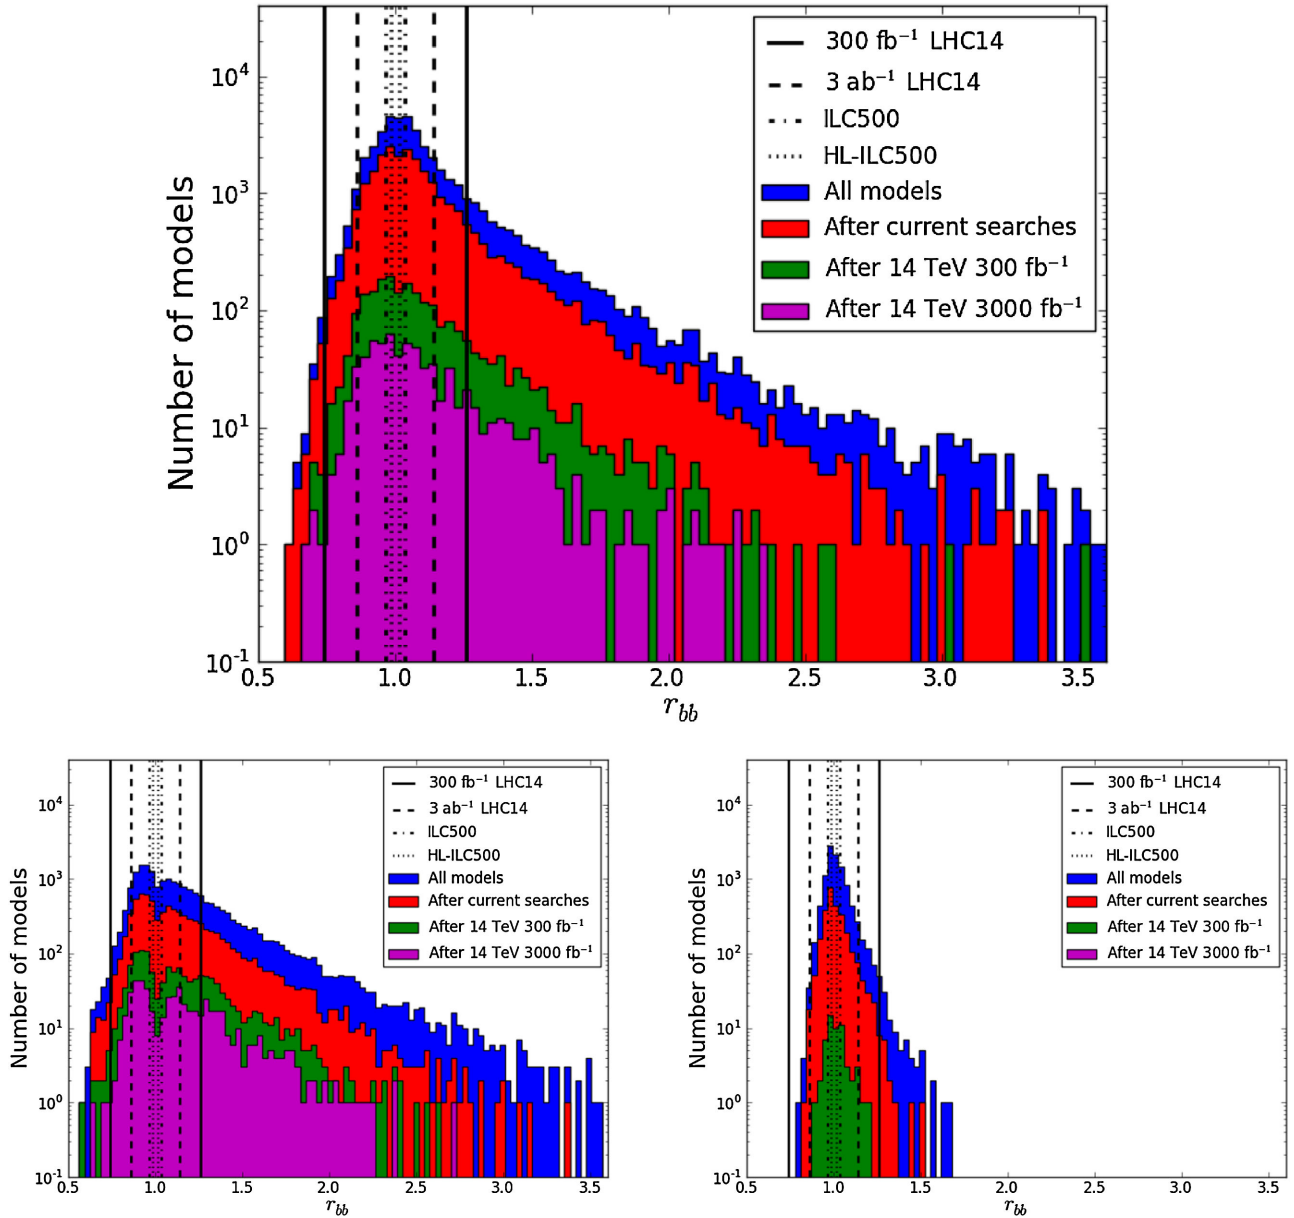 Number of models
10⁴
10³
10²
10¹
10⁰
10⁻¹
0.5 1.0 1.5 2.0 2.5 3.0 3.5
r_bb
300 fb⁻¹ LHC14
3 ab⁻¹ LHC14
ILC500
HL-ILC500
All models
After current searches
After 14 TeV 300 fb⁻¹
After 14 TeV 3000 fb⁻¹
Number of models
10⁴
10³
10²
10¹
10⁰
10⁻¹
0.5 1.0 1.5 2.0 2.5 3.0 3.5
r_bb
300 fb⁻¹ LHC14
3 ab⁻¹ LHC14
ILC500
HL-ILC500
All models
After current searches
After 14 TeV 300 fb⁻¹
After 14 TeV 3000 fb⁻¹
Number of models
10⁴
10³
10²
10¹
10⁰
10⁻¹
0.5 1.0 1.5 2.0 2.5 3.0 3.5
r_bb
300 fb⁻¹ LHC14
3 ab⁻¹ LHC14
ILC500
HL-ILC500
All models
After current searches
After 14 TeV 300 fb⁻¹
After 14 TeV 3000 fb⁻¹